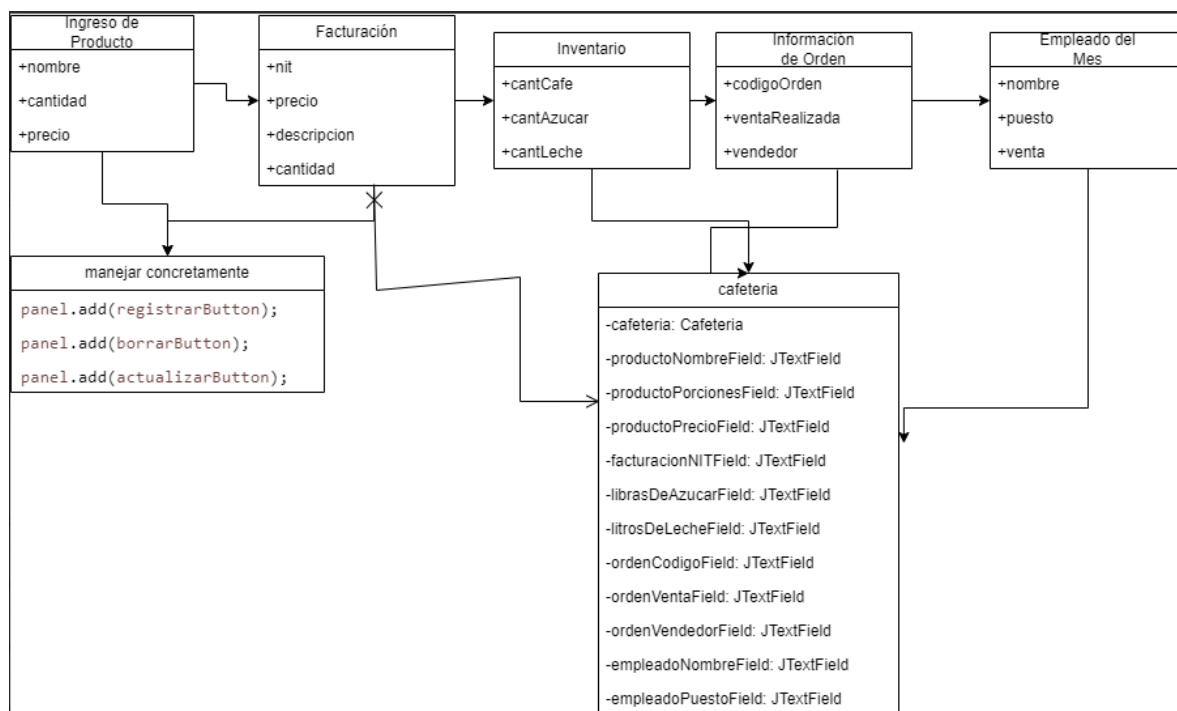 Ingreso de
Producto
+nombre
+cantidad
+precio
Facturación
+nit
+precio
+descripcion
+cantidad
Inventario
+cantCafe
+cantAzucar
+cantLeche
Información
de Orden
+codigoOrden
+ventaRealizada
+vendedor
Empleado del
Mes
+nombre
+puesto
+venta
manejar concretamente
panel.add(registrarButton);
panel.add(borrarButton);
panel.add(actualizarButton);
cafeteria
-cafeteria: Cafeteria
-productoNombreField: JTextField
-productoPorcionesField: JTextField
-productoPrecioField: JTextField
-facturacionNITField: JTextField
-librasDeAzucarField: JTextField
-litrosDeLecheField: JTextField
-ordenCodigoField: JTextField
-ordenVentaField: JTextField
-ordenVendedorField: JTextField
-empleadoNombreField: JTextField
-empleadoPuestoField: JTextField